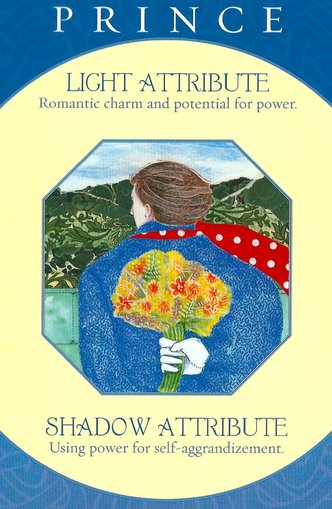 PRINCE
LIGHT ATTRIBUTE
Romantic charm and potential for power.
SHADOW ATTRIBUTE
Using power for self-aggrandizement.